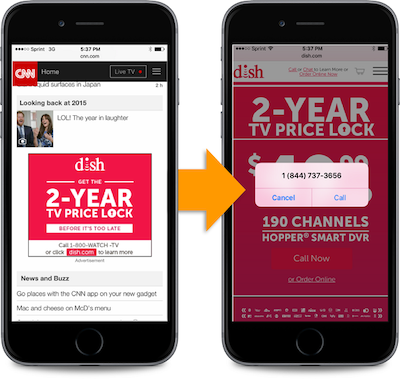 Sprint 3G 5:37 PM
cnn.com
CNN Home Live TV
liquid surfaces in Japan 2 h
Looking back at 2015
LOL! The year in laughter
dish
GET THE
2-YEAR
TV PRICE LOCK
BEFORE IT'S TOO LATE
Call 1-800-WATCH -TV
or click dish.com to learn more
Advertisement
News and Buzz
Go places with the CNN app on your new gadget
Mac and cheese on McD's menu
Sprint 5:37 PM
dish.com
dish
Call or Chat to Learn More or
Order Online Now
2-YEAR
TV PRICE LOCK
$
99
1 (844) 737-3656
Cancel Call
190 CHANNELS
HOPPER® SMART DVR
Call Now
or Order Online